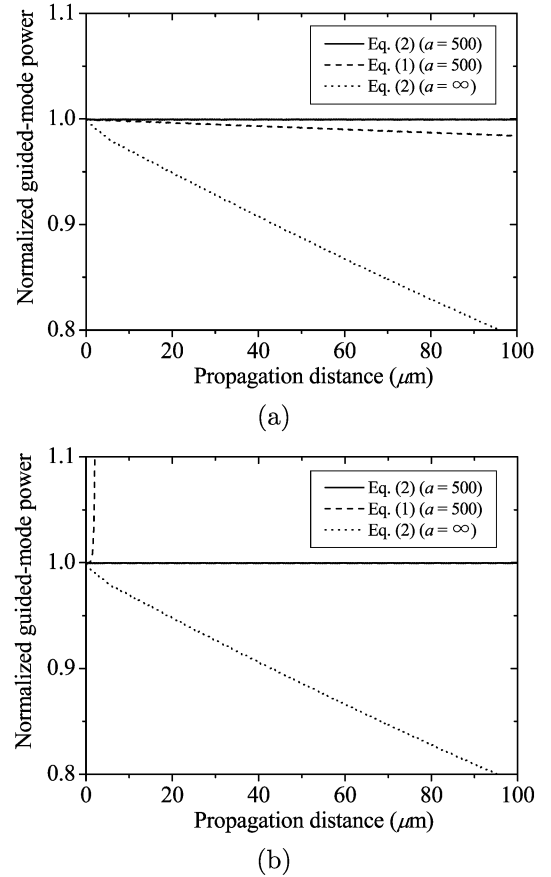 1.1
Eq. (2) (a = 500)
Eq. (1) (a = 500)
Eq. (2) (a = ∞)
1.0
0.9
0.8
Normalized guided-mode power
0 20 40 60 80 100
Propagation distance (μm)
(a)
1.1
Eq. (2) (a = 500)
Eq. (1) (a = 500)
Eq. (2) (a = ∞)
1.0
0.9
0.8
Normalized guided-mode power
0 20 40 60 80 100
Propagation distance (μm)
(b)